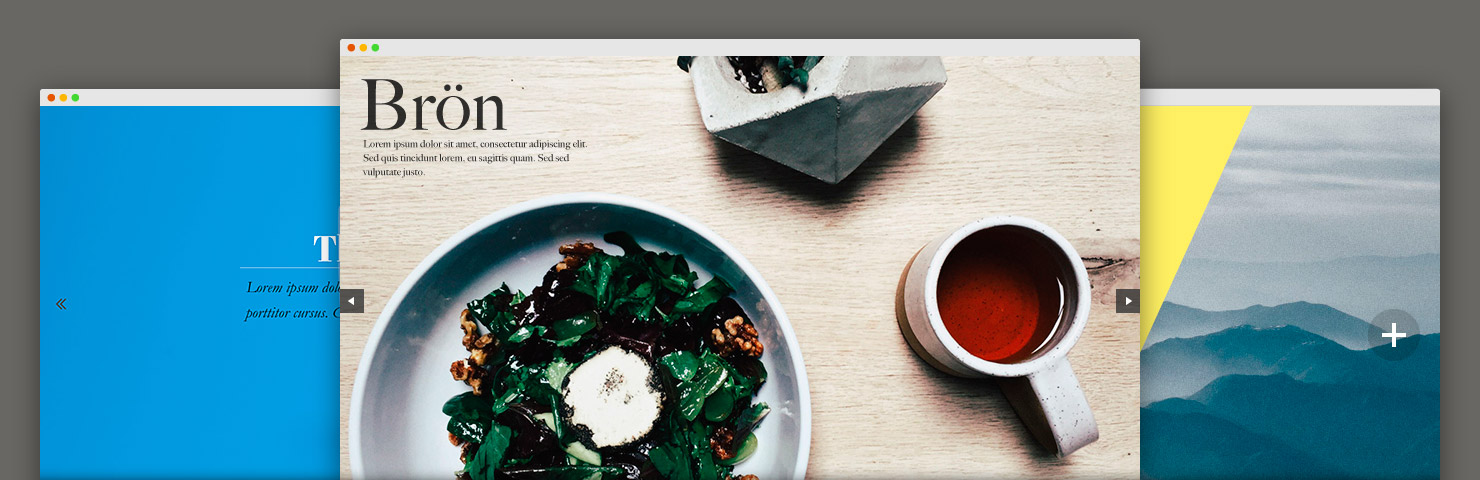 Brön
Lorem ipsum dolor sit amet, consectetur adipiscing elit.
Sed quis tincidunt lorem, eu sagittis quam. Sed sed
vulputate justo.
Lorem ipsum
porttitor cursus.